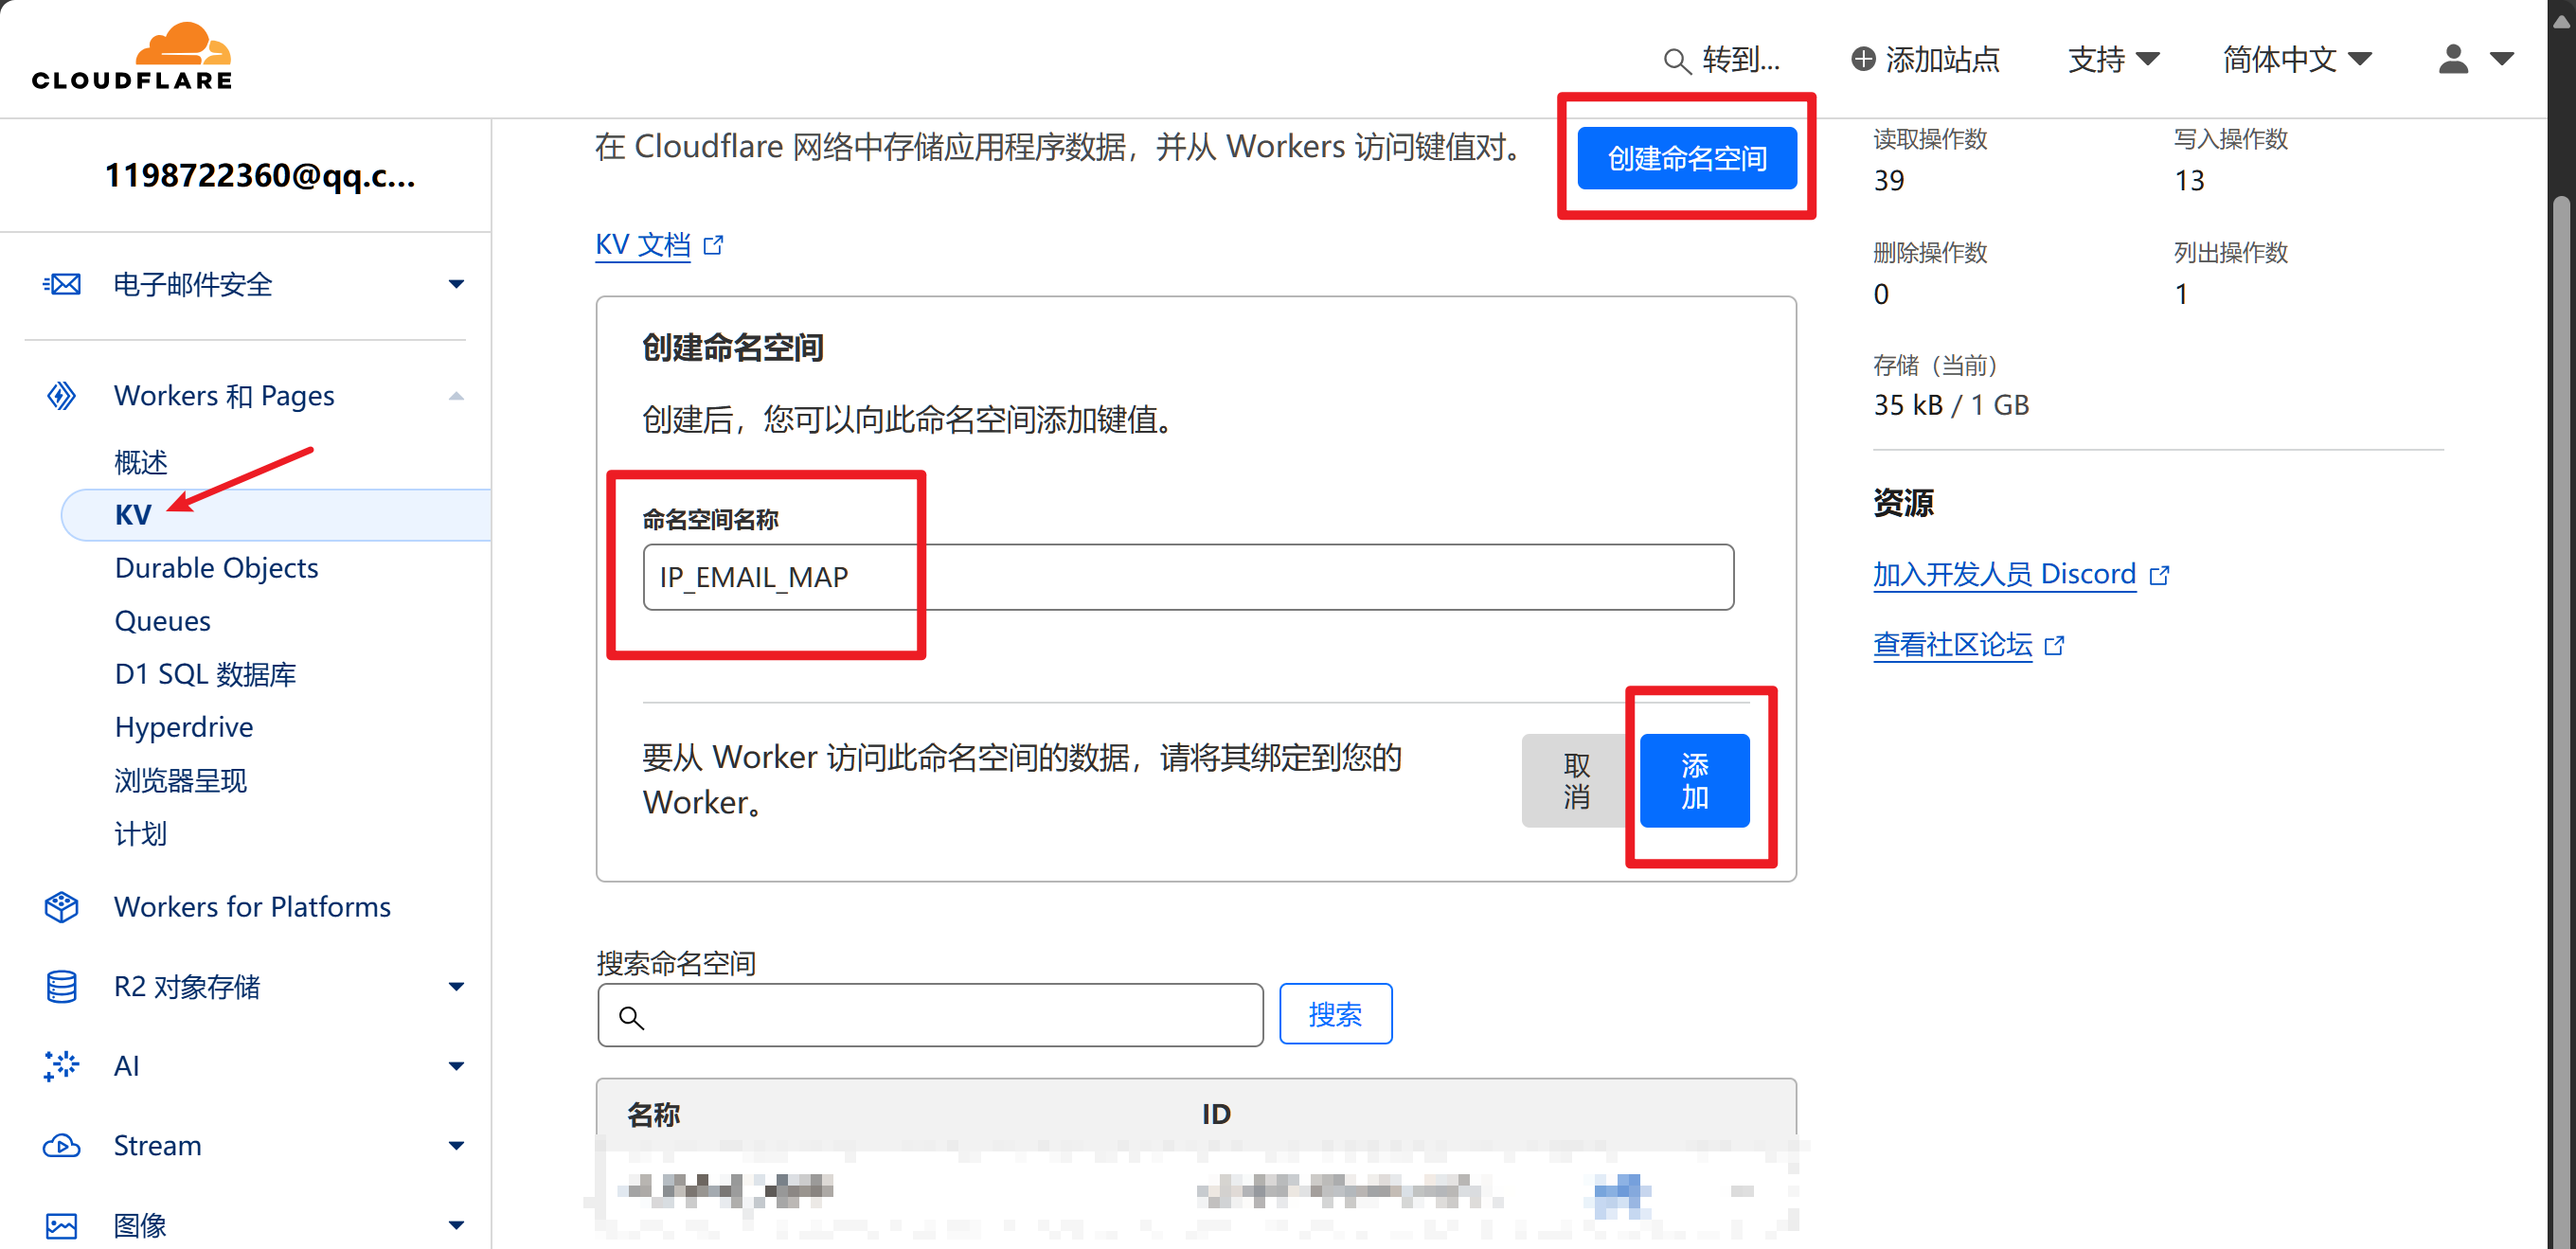 CLOUDFLARE
转到...
添加站点
支持
简体中文
1198722360@qq.c...
电子邮件安全
Workers 和 Pages
概述
KV
Durable Objects
Queues
D1 SQL 数据库
Hyperdrive
浏览器呈现
计划
Workers for Platforms
R2 对象存储
AI
Stream
图像
在 Cloudflare 网络中存储应用程序数据，并从 Workers 访问键值对。
创建命名空间
KV 文档
创建命名空间
创建后，您可以向此命名空间添加键值。
命名空间名称
IP_EMAIL_MAP
要从 Worker 访问此命名空间的数据，请将其绑定到您的
Worker。
取
消
添
加
搜索命名空间
搜索
名称
ID
读取操作数
39
写入操作数
13
删除操作数
0
列出操作数
1
存储（当前）
35 kB / 1 GB
资源
加入开发人员 Discord
查看社区论坛